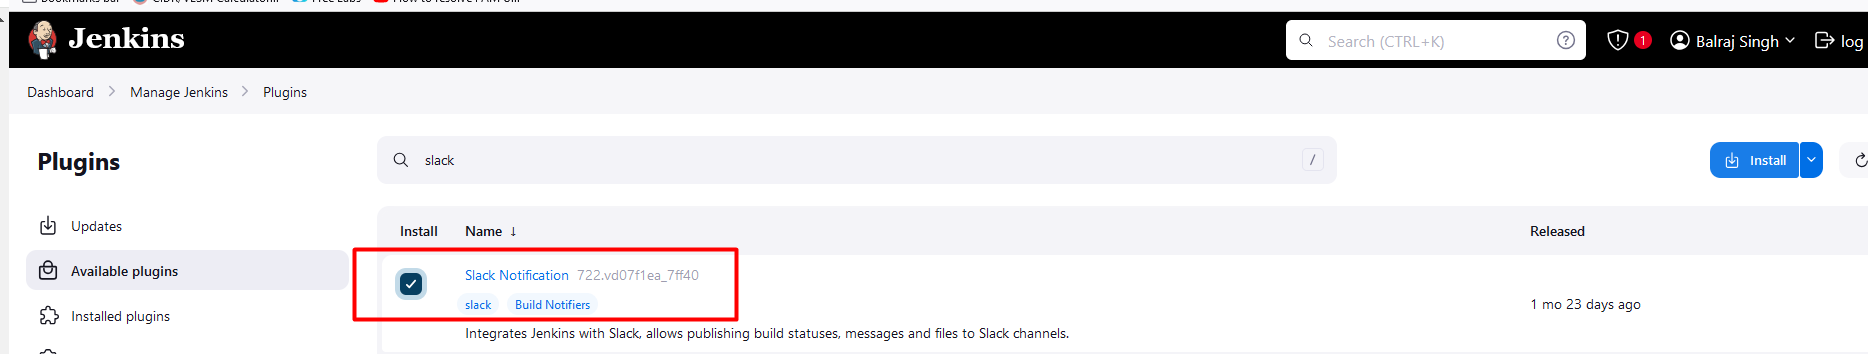 Bookmarks bar
Jenkins
Search (CTRL+K)
1
Balraj Singh
log
Dashboard
Manage Jenkins
Plugins
Plugins
slack
/
Install
Updates
Available plugins
Installed plugins
Install Name ↓ Released
Slack Notification 722.vd07f1ea_7ff40
slack Build Notifiers
1 mo 23 days ago
Integrates Jenkins with Slack, allows publishing build statuses, messages and files to Slack channels.